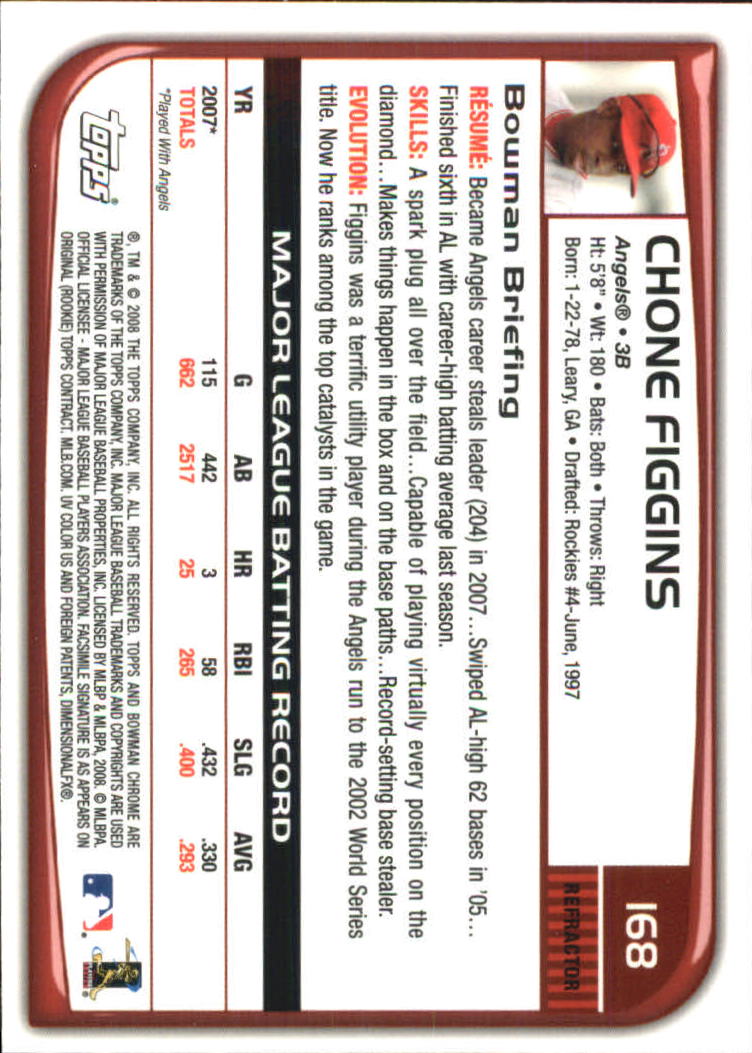 CHONE FIGGINS
168
Angels® • 3B
Ht: 5'8" • Wt: 180 • Bats: Both • Throws: Right
Born: 1-22-78, Leary, GA • Drafted: Rockies #4-June, 1997
REFRACTOR
Bowman Briefing
RÉSUMÉ: Became Angels career steals leader (204) in 2007...Swiped AL-high 62 bases in '05...
Finished sixth in AL with career-high batting average last season.
SKILLS: A spark plug all over the field...Capable of playing virtually every position on the
diamond...Makes things happen in the box and on the base paths...Record-setting base stealer.
EVOLUTION: Figgins was a terrific utility player during the Angels run to the 2002 World Series
title. Now he ranks among the top catalysts in the game.
MAJOR LEAGUE BATTING RECORD
YR G AB HR RBI SLG AVG
2007* 115 442 3 58 .432 .330
TOTALS 662 2517 25 265 .400 .293
*Played With Angels
topps®
®, TM & © 2008 THE TOPPS COMPANY, INC. ALL RIGHTS RESERVED. TOPPS AND BOWMAN CHROME ARE
TRADEMARKS OF THE TOPPS COMPANY, INC. MAJOR LEAGUE BASEBALL TRADEMARKS AND COPYRIGHTS ARE USED
WITH PERMISSION OF MAJOR LEAGUE BASEBALL PROPERTIES, INC. LICENSED BY MLBP & MLBPA, 2008. © MLBPA.
OFFICIAL LICENSEE - MAJOR LEAGUE BASEBALL PLAYERS ASSOCIATION. FACSIMILE SIGNATURE IS AS APPEARS ON
ORIGINAL (ROOKIE) TOPPS CONTRACT. MLB.COM. UV COLOR US AND FOREIGN PATENTS, DIMENSIONALFX®.